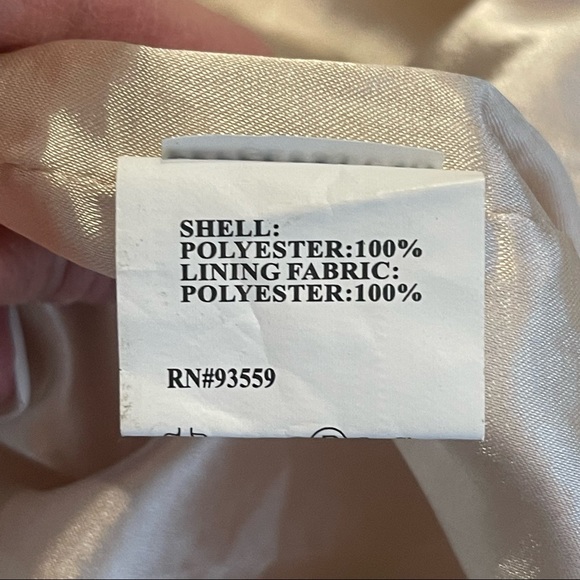 SHELL:
POLYESTER:100%
LINING FABRIC:
POLYESTER:100%
RN#93559